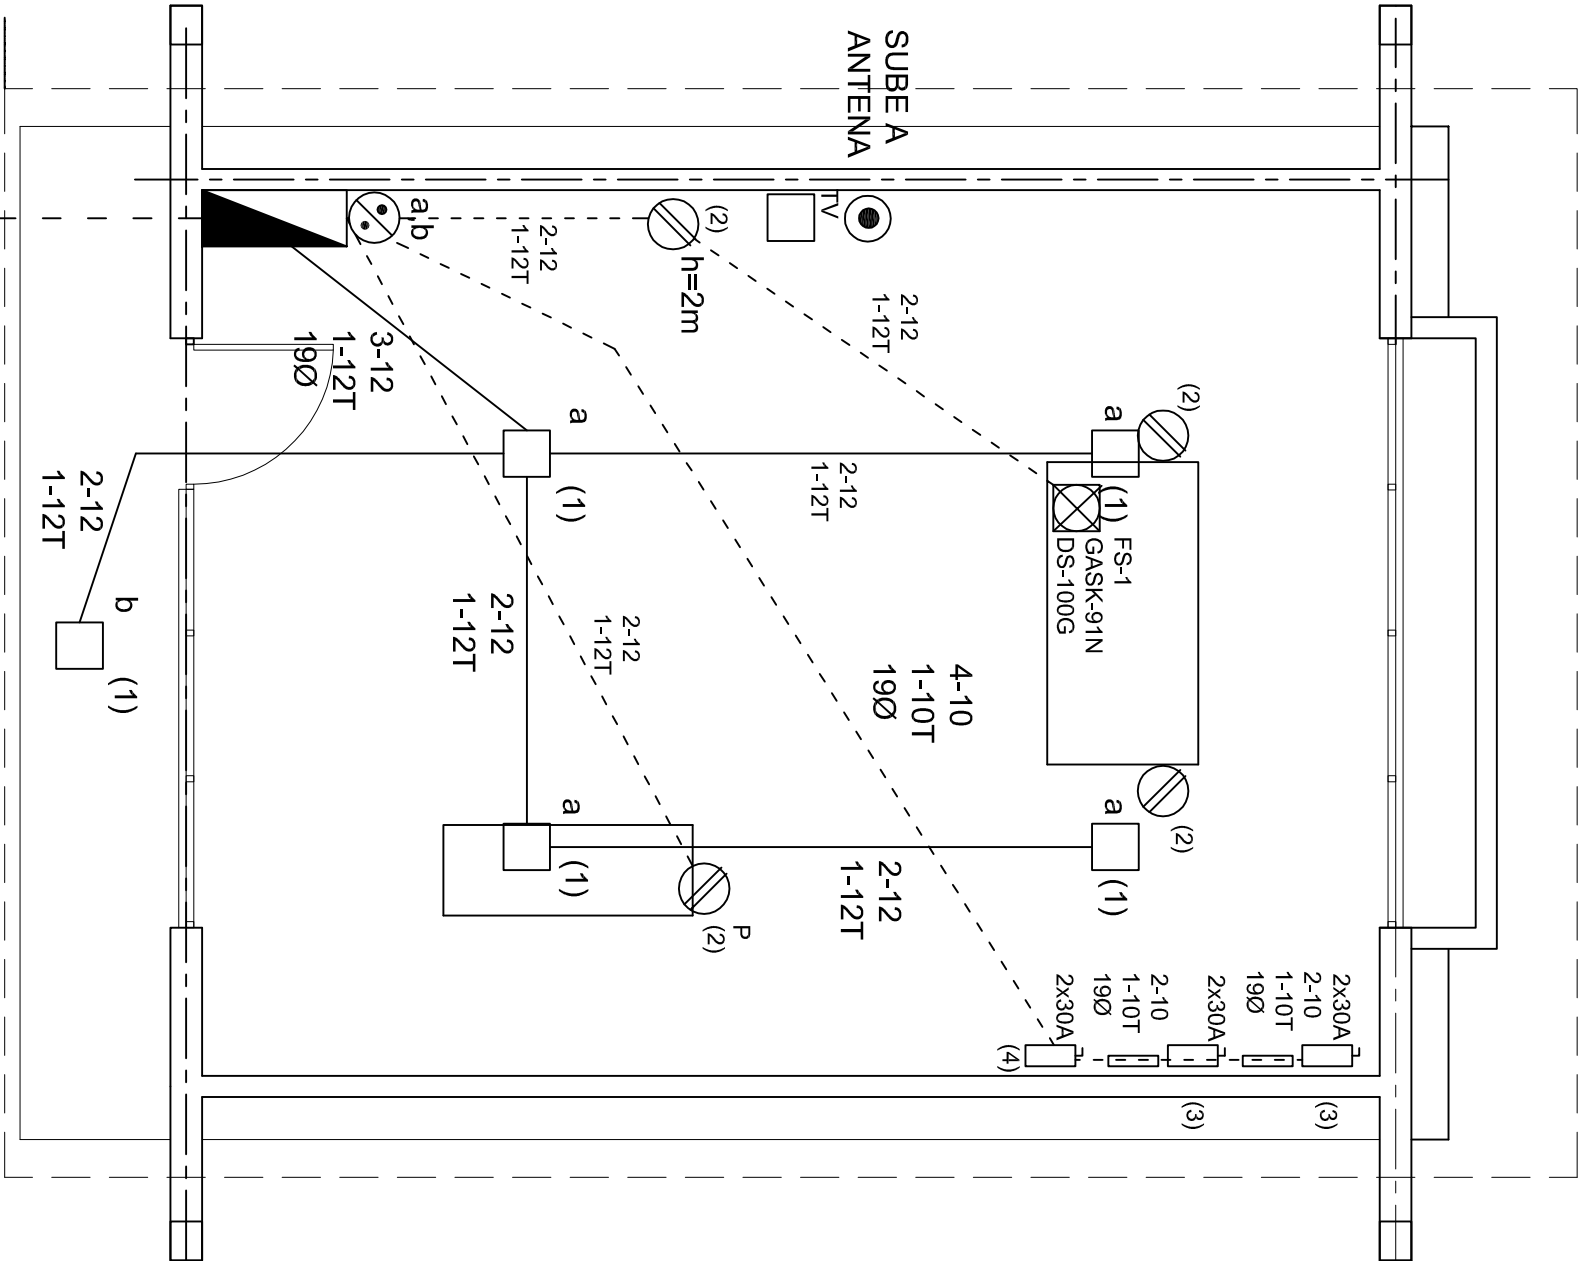 SUBE A
ANTENA
TV
a,b
(2)
h=2m
2-12
1-12T
2-12
1-12T
3-12
1-12T
19Ø
a
(1)
2-12
1-12T
a
(2)
(1)
FS-1
GASK-91N
DS-100G
2-12
1-12T
b
(1)
2-12
1-12T
2-12
1-12T
4-10
1-10T
19Ø
a
(1)
P
(2)
2-12
1-12T
a
(1)
(2)
2x30A
2-10
1-10T
19Ø
2x30A
2-10
1-10T
19Ø
2x30A
(4)
(3)
(3)